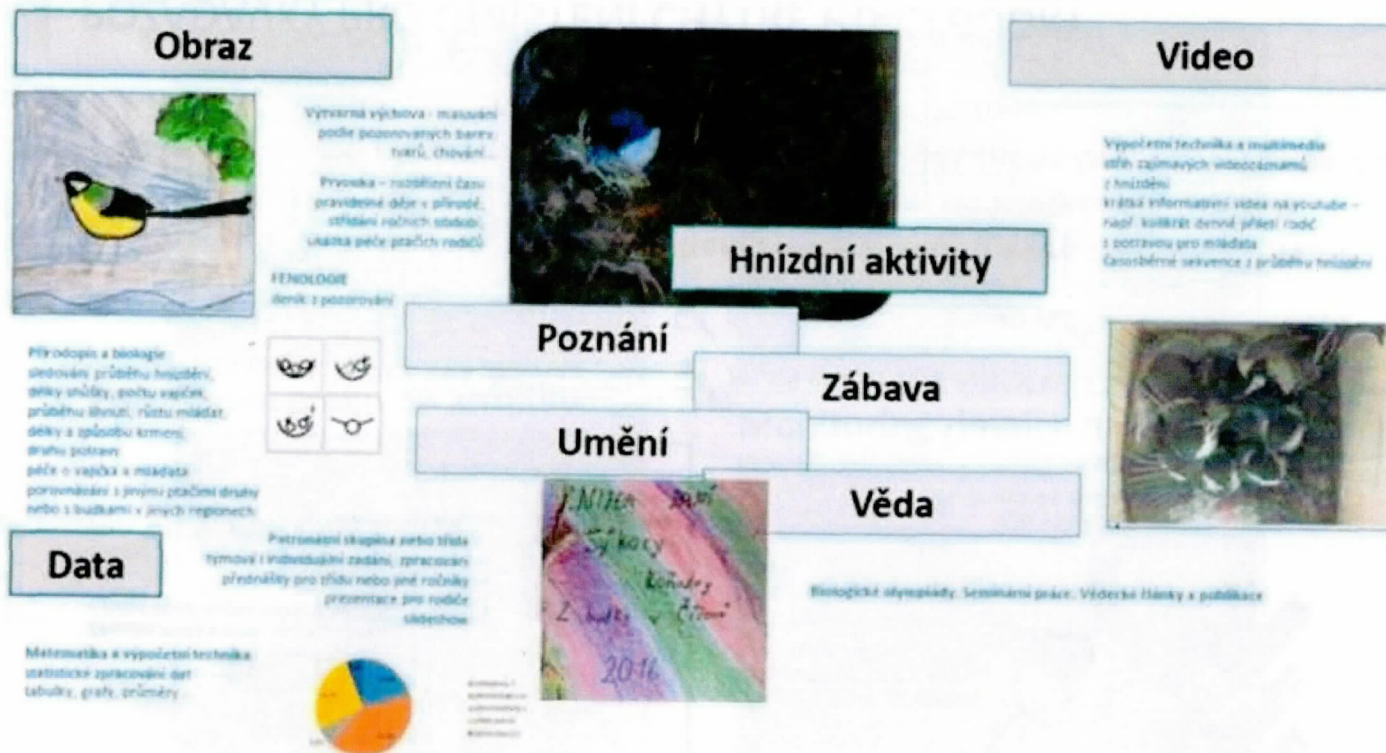 Obraz
Výtvarná výchova - malování
podle pozorovaných barev,
tvarů, chování...
Prvouka – rozdělení času
pravidelné děje v přírodě,
střídání ročních období,
ukázka péče ptačích rodičů
FENOLOGIE
deník z pozorování
Přírodopis a biologie
sledování průběhu hnízdění,
délky snůšky, počtu vajíček,
průběhu líhnutí, růstu mláďat,
délky a způsobu krmení,
druhu potravy
péče o vajíčka a mláďata
porovnávání s jinými ptačími druhy
nebo s budkami v jiných regionech
Hnízdní aktivity
Poznání
Zábava
Umění
Věda
Video
Výpočetní technika a multimedia
střih zajímavých videozáznamů
z hnízdění
krátká informativní videa na youtube –
např. kolikrát denně přiletí rodič
s potravou pro mláďata
časosběrné sekvence z průběhu hnízdění
Data
Patronátní skupina nebo třída
týmová i individuální zadání, zpracování
přednášky pro třídu nebo jiné ročníky
prezentace pro rodiče
slideshow
Matematika a výpočetní technika
statistické zpracování dat
tabulky, grafy, průměry...
KNIHA
sýkory
koňadry
z budky v
2016
Biologické olympiády. Seminární práce. Vědecké články a publikace